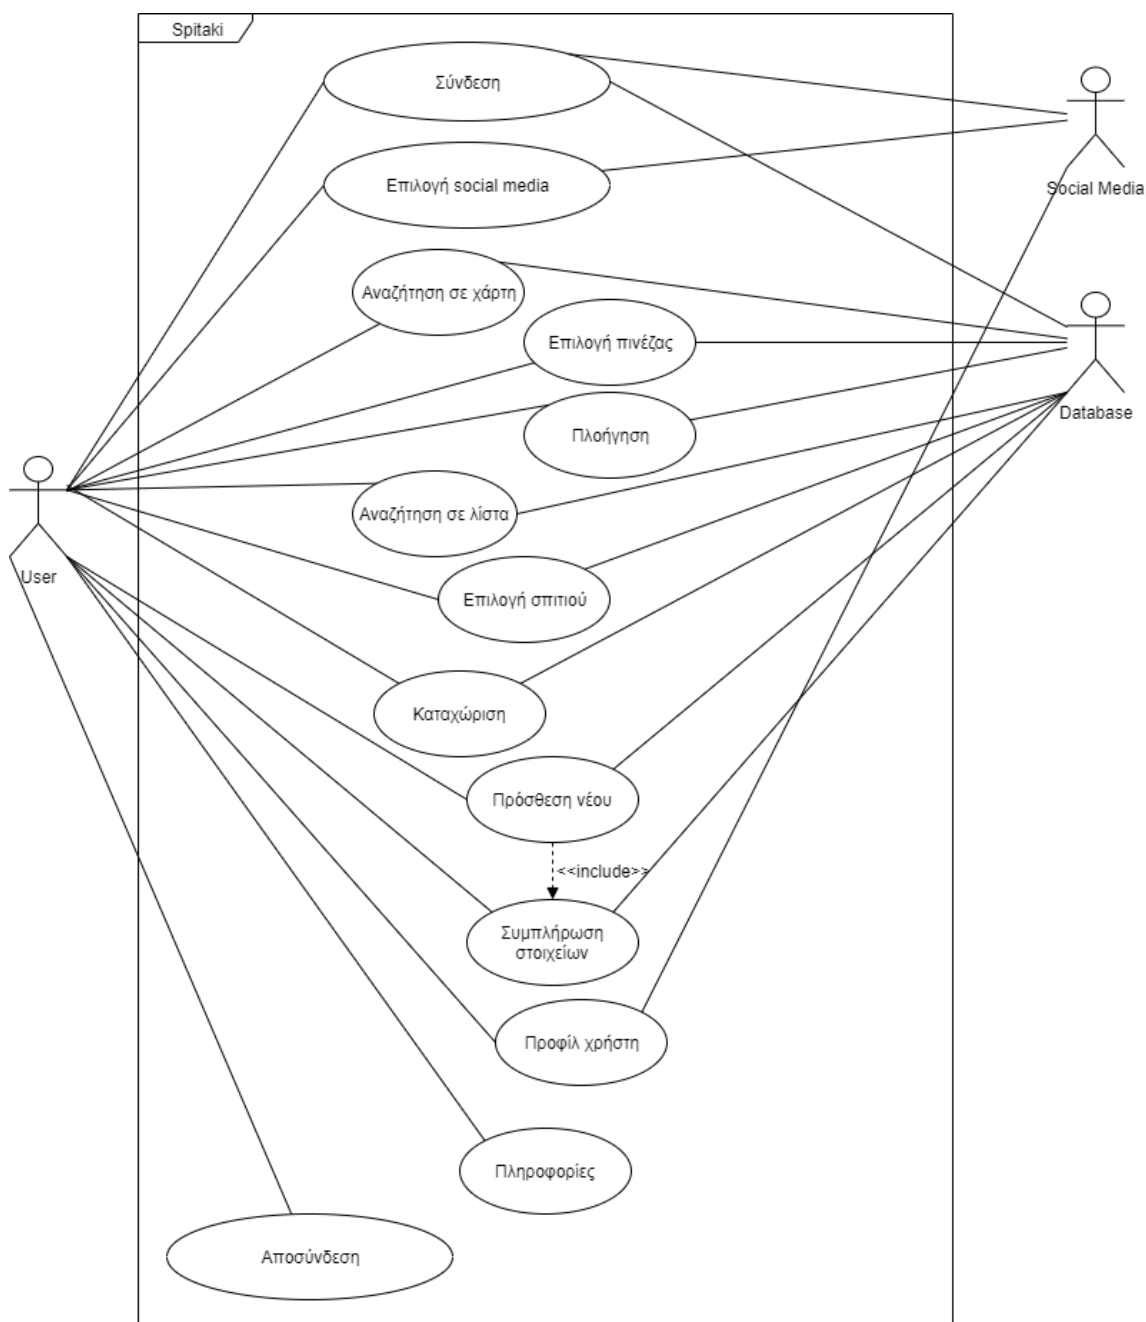 Spitaki
Σύνδεση
Επιλογή social media
Social Media
Αναζήτηση σε χάρτη
Επιλογή πινέζας
Database
Πλοήγηση
Αναζήτηση σε λίστα
User
Επιλογή σπιτιού
Καταχώριση
Πρόσθεση νέου
<<include>>
Συμπλήρωση
στοιχείων
Προφίλ χρήστη
Πληροφορίες
Αποσύνδεση